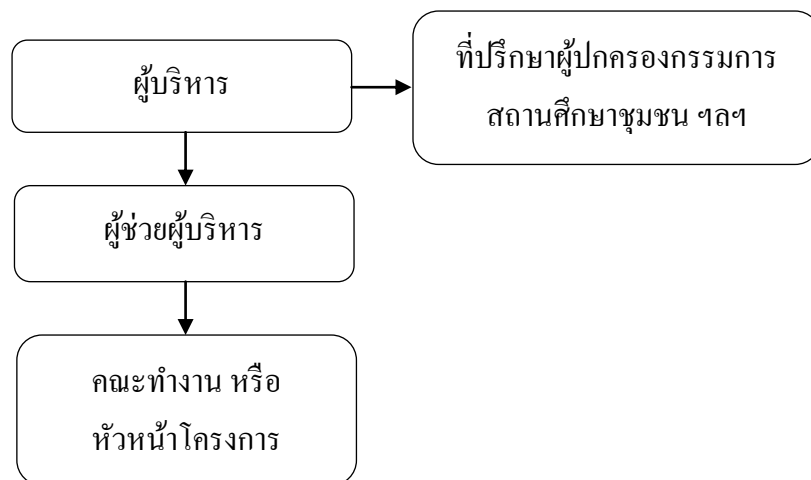 ผู้บริหาร
ที่ปรึกษาผู้ปกครองกรรมการ
สถานศึกษาชุมชน ฯลฯ
ผู้ช่วยผู้บริหาร
คณะทำงาน หรือ
หัวหน้าโครงการ